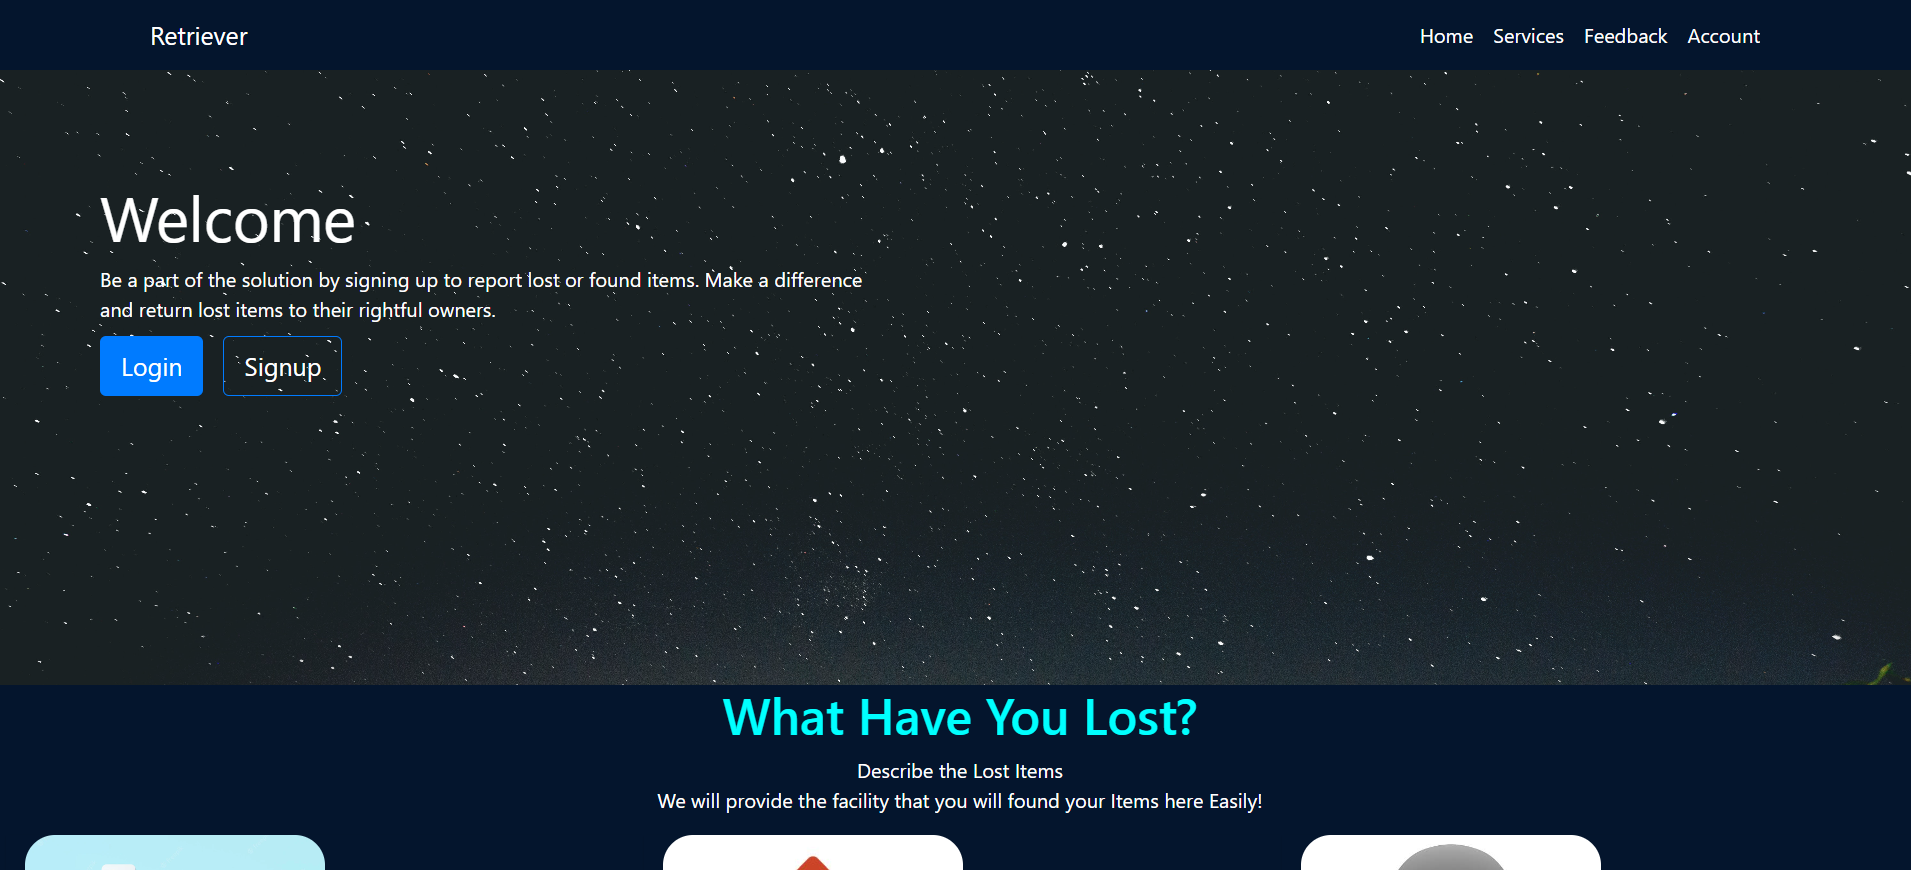 Retriever
Home Services Feedback Account
Welcome
Be a part of the solution by signing up to report lost or found items. Make a difference
and return lost items to their rightful owners.
Login Signup
What Have You Lost?
Describe the Lost Items
We will provide the facility that you will found your Items here Easily!